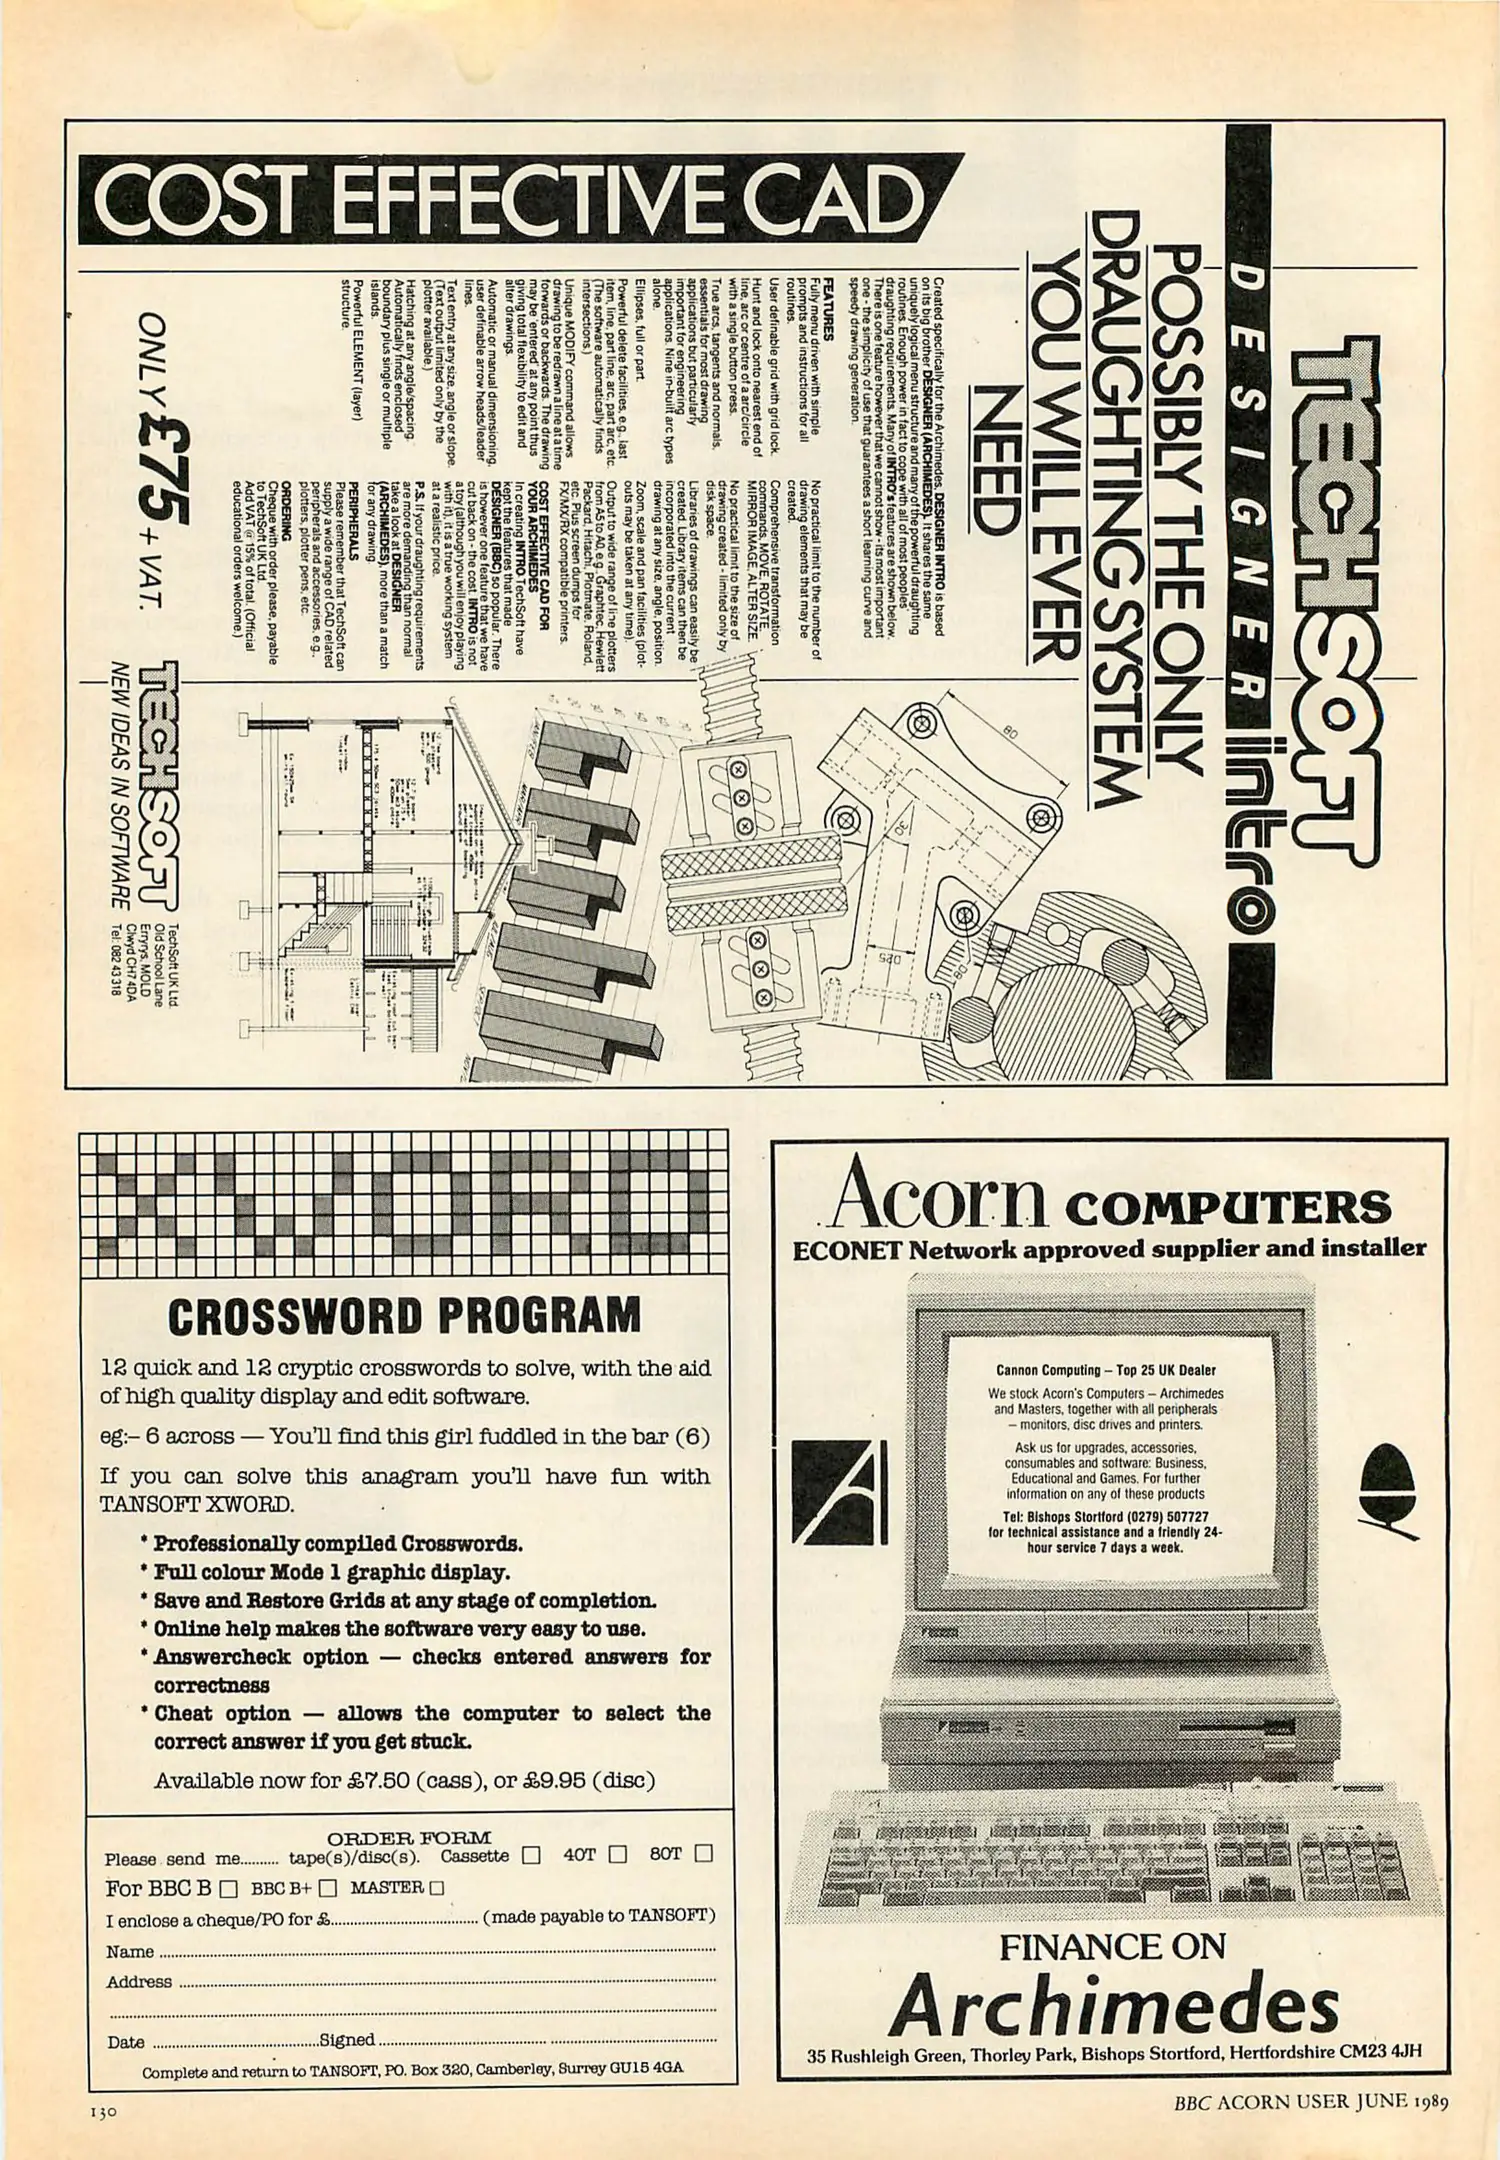 COST EFFECTIVE CAD
TECHSOFT
DESIGNER intro
POSSIBLY THE ONLY
DRAUGHTING SYSTEM
YOU WILL EVER
NEED
Created specifically for the Archimedes, DESIGNER INTRO is based
on its big brother DESIGNER (ARCHIMEDES). It shares the same
uniquely logical menu structure and many of the powerful draughting
routines. Enough power in fact to cope with all of most peoples'
draughting requirements. Many of INTRO's features are shown below.
There is one feature however that we cannot show - its most important
one - the simplicity of use that guarantees a short learning curve and
speedy drawing generation.
FEATURES
Fully menu driven with simple
prompts and instructions for all
routines.
User definable grid with grid lock.
Hunt and lock onto nearest end of
line, arc or centre of a arc/circle
with a single button press.
True arcs, tangents and normals,
essentials for most drawing
applications but particularly
important for engineering
applications. Nine in-built arc types
alone.
Ellipses, full or part.
Powerful delete facilities, e.g., last
item, line, part line, arc, part arc, etc.
(The software automatically finds
intersections.)
Unique MODIFY command allows
drawing to be redrawn a line at a time
forwards or backwards. The drawing
may be entered at any point thus
giving total flexibility to edit and
alter drawings.
Automatic or manual dimensioning,
user definable arrow heads/leader
lines.
Text entry at any size, angle or slope.
(Text output limited only by the
plotter available.)
Hatching at any angle/spacing.
Automatically finds enclosed
boundary plus single or multiple
islands.
Powerful ELEMENT (layer)
structure.
No practical limit to the number of
drawing elements that may be
created.
Comprehensive transformation
commands, MOVE, ROTATE,
MIRROR IMAGE, ALTER SIZE.
No practical limit to the size of
drawing created - limited only by
disk space.
Libraries of drawings can easily be
created. Library items can then be
incorporated into the current
drawing at any size, angle, position.
Zoom, scale and pan facilities (plot-
outs may be taken at any time).
Output to wide range of line plotters
from A5 to A0, e.g., Graphtec, Hewlett
Packard, Hitachi, Plotmate, Roland,
etc. Plus screen dumps for
FX/MX/RX compatible printers.
COST EFFECTIVE CAD FOR
YOUR ARCHIMEDES
In creating INTRO TechSoft have
kept the features that made
DESIGNER (BBC) so popular. There
is however one feature that we have
cut back on - the cost. INTRO is not
a toy (although you will enjoy playing
with it), it is a true working system
at a realistic price.
P.S. If your draughting requirements
are more demanding than normal
take a look at DESIGNER
(ARCHIMEDES), more than a match
for any drawing.
PERIPHERALS
Please remember that TechSoft can
supply a wide range of CAD related
peripherals and accessories, e.g.,
plotters, plotter pens, etc.
ORDERING
Cheque with order please, payable
to TechSoft UK Ltd.
Add VAT @ 15% of total. (Official
educational orders welcome.)
ONLY £75 + VAT.
80
30
D25
TECHSOFT
NEW IDEAS IN SOFTWARE
TechSoft UK Ltd.
Old School Lane
Erryrys, MOLD
Clwyd CH7 4DA
Tel: 082 43 318
XWORD
CROSSWORD PROGRAM
12 quick and 12 cryptic crosswords to solve, with the aid
of high quality display and edit software.
eg:– 6 across — You'll find this girl fuddled in the bar (6)
If you can solve this anagram you'll have fun with
TANSOFT XWORD.
* Professionally compiled Crosswords.
* Full colour Mode 1 graphic display.
* Save and Restore Grids at any stage of completion.
* Online help makes the software very easy to use.
* Answercheck option — checks entered answers for
correctness
* Cheat option — allows the computer to select the
correct answer if you get stuck.
Available now for £7.50 (cass), or £9.95 (disc)
ORDER FORM
Please send me.......... tape(s)/disc(s). Cassette □ 40T □ 80T □
For BBC B □ BBC B+ □ MASTER □
I enclose a cheque/PO for £.......... (made payable to TANSOFT)
Name ..........
Address ..........
Date ..........Signed..........
Complete and return to TANSOFT, PO. Box 320, Camberley, Surrey GU15 4GA
Acorn COMPUTERS
ECONET Network approved supplier and installer
Cannon Computing – Top 25 UK Dealer
We stock Acorn's Computers – Archimedes
and Masters, together with all peripherals
– monitors, disc drives and printers.
Ask us for upgrades, accessories,
consumables and software: Business,
Educational and Games. For further
information on any of these products
Tel: Bishops Stortford (0279) 507727
for technical assistance and a friendly 24-
hour service 7 days a week.
FINANCE ON
Archimedes
35 Rushleigh Green, Thorley Park, Bishops Stortford, Hertfordshire CM23 4JH
130
BBC ACORN USER JUNE 1989